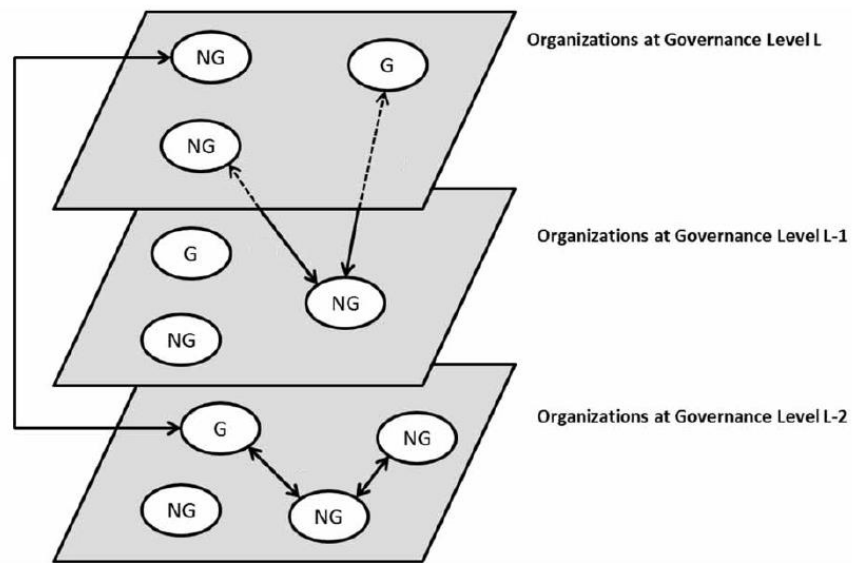 Organizations at Governance Level L
NG
G
NG
Organizations at Governance Level L-1
G
NG
NG
Organizations at Governance Level L-2
G
NG
NG
NG